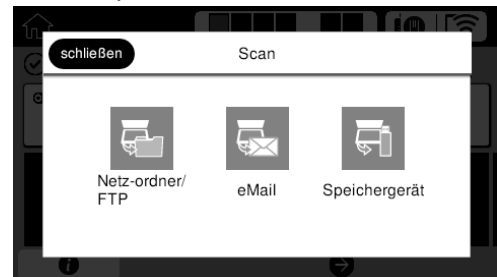 schließen
Scan
Netz-ordner/
FTP
eMail
Speichergerät